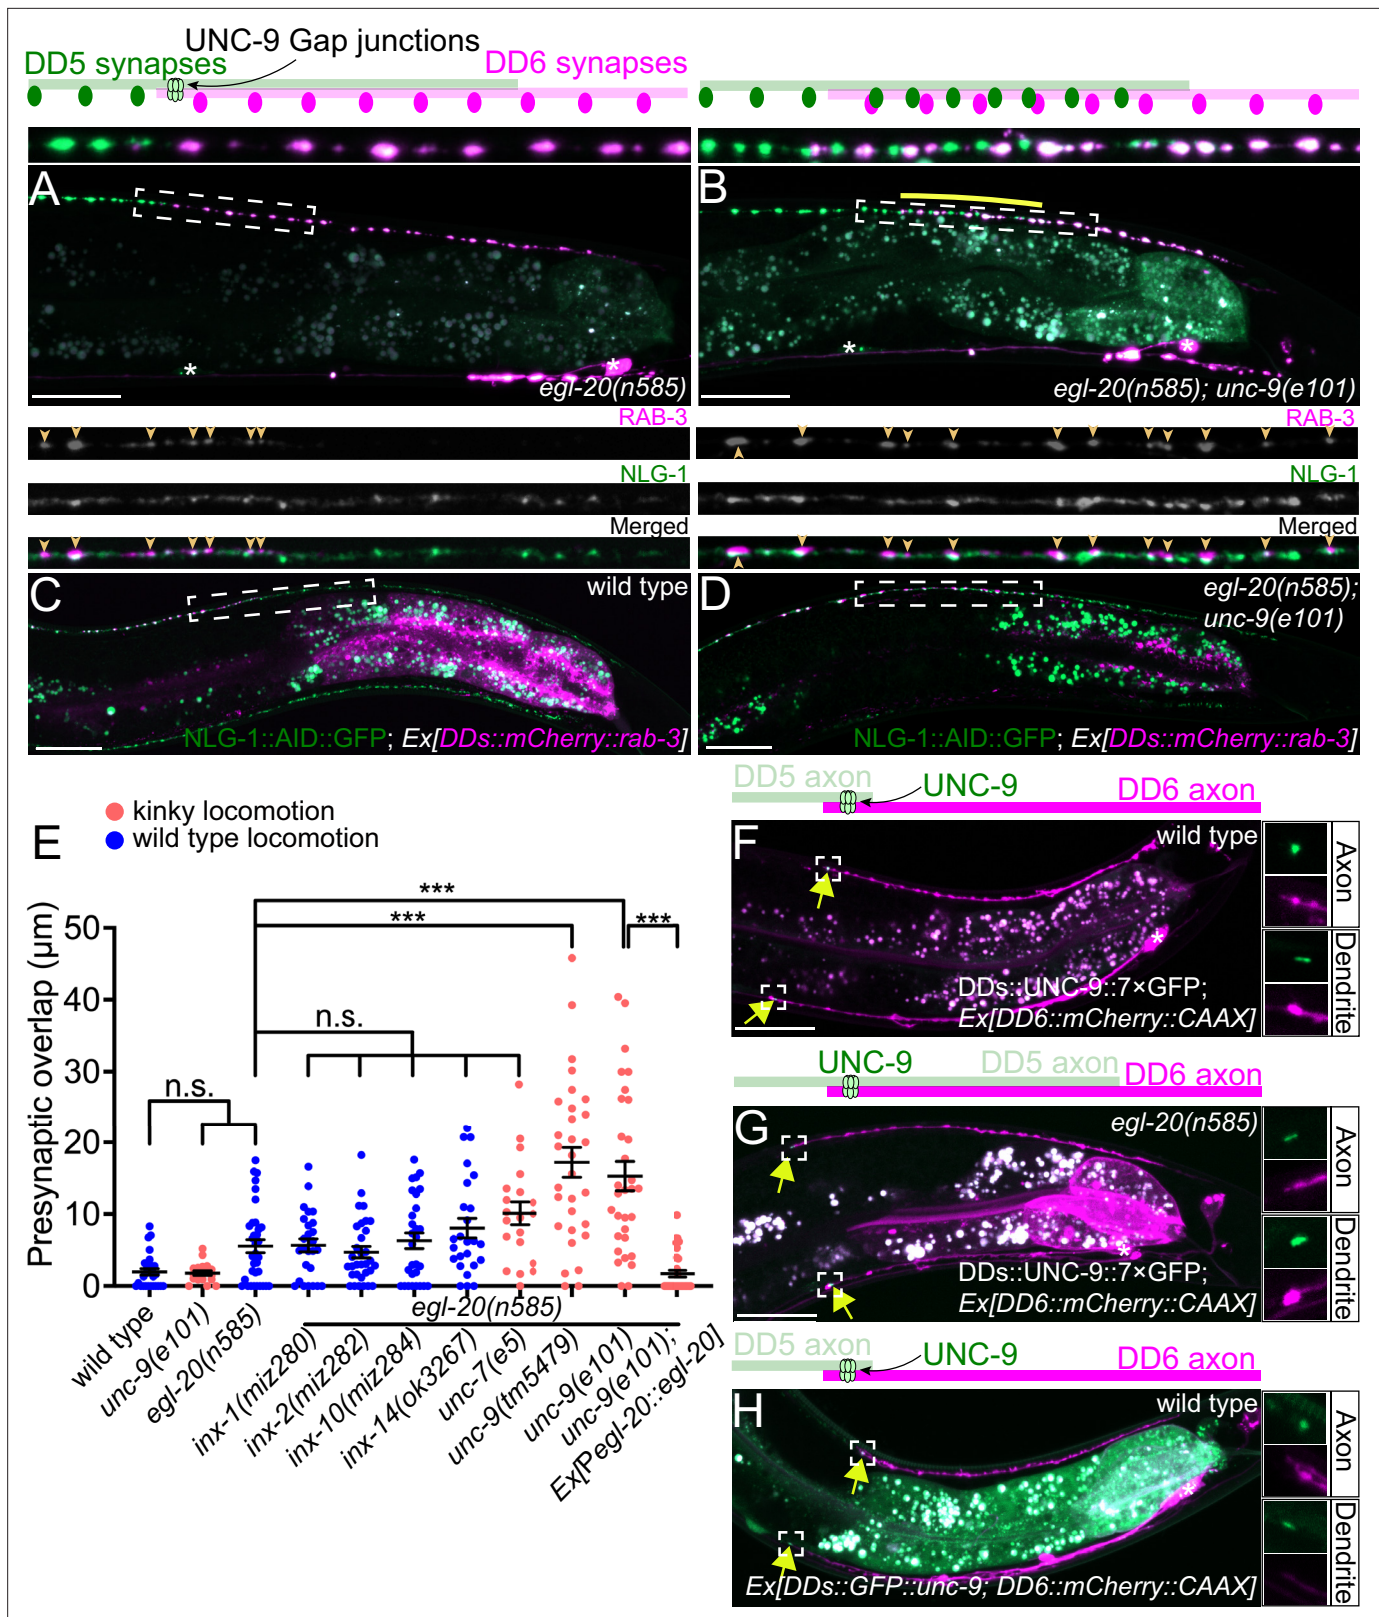 UNC-9 Gap junctions
DD5 synapses
DD6 synapses
A
*
*
egl-20(n585)
B
*
*
egl-20(n585); unc-9(e101)
RAB-3
NLG-1
Merged
C
wild type
NLG-1::AID::GFP; Ex[DDs::mCherry::rab-3]
RAB-3
NLG-1
Merged
D
egl-20(n585);
unc-9(e101)
NLG-1::AID::GFP; Ex[DDs::mCherry::rab-3]
kinky locomotion
wild type locomotion
E
***
***
***
n.s.
n.s.
Presynaptic overlap (µm)
50
40
30
20
10
0
egl-20(n585)
wild type
unc-9(e101)
egl-20(n585)
inx-1(miz280)
inx-2(miz282)
inx-10(miz284)
inx-14(ok3267)
unc-7(e5)
unc-9(tm5479)
unc-9(e101)
unc-9(e101);
Ex[Pegl-20::egl-20]
DD5 axon
UNC-9
DD6 axon
F
wild type
*
DDs::UNC-9::7×GFP;
Ex[DD6::mCherry::CAAX]
Axon
Dendrite
UNC-9
DD5 axon
DD6 axon
G
egl-20(n585)
*
DDs::UNC-9::7×GFP;
Ex[DD6::mCherry::CAAX]
Axon
Dendrite
DD5 axon
UNC-9
DD6 axon
H
wild type
*
Ex[DDs::GFP::unc-9; DD6::mCherry::CAAX]
Axon
Dendrite